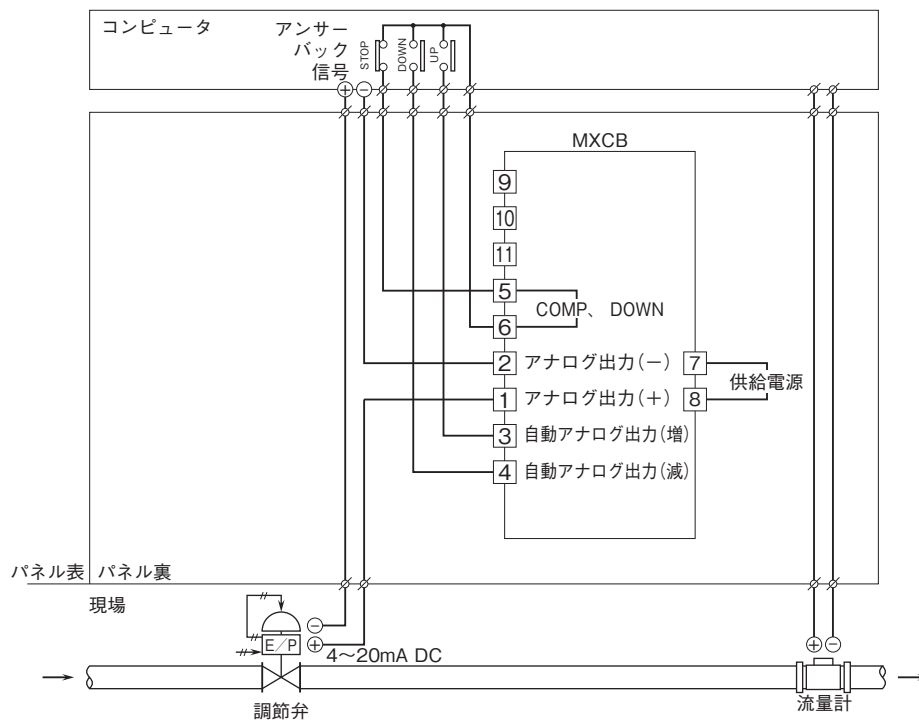 コンピュータ
アンサー
バック
信号
STOP
DOWN
UP
+
−
MXCB
9
10
11
5
6
COMP、 DOWN
2 アナログ出力(−)
1 アナログ出力(+)
3 自動アナログ出力(増)
4 自動アナログ出力(減)
7
8
供給電源
パネル表
パネル裏
現場
E/P
−
+
4〜20mA DC
調節弁
+
−
流量計